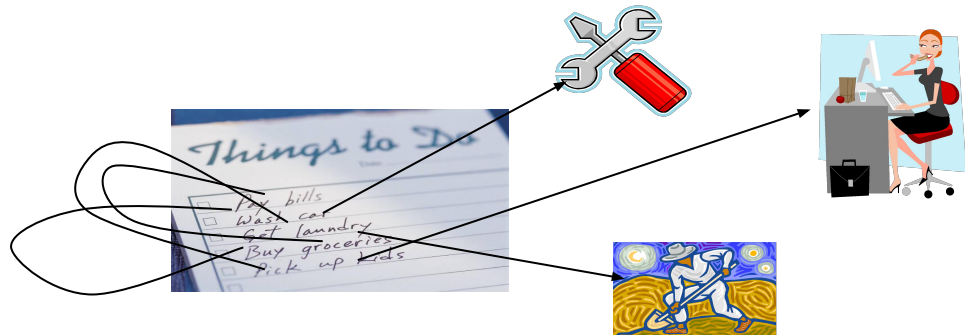 Things to Do
Pay bills
Wash car
Get laundry
Buy groceries
Pick up kids